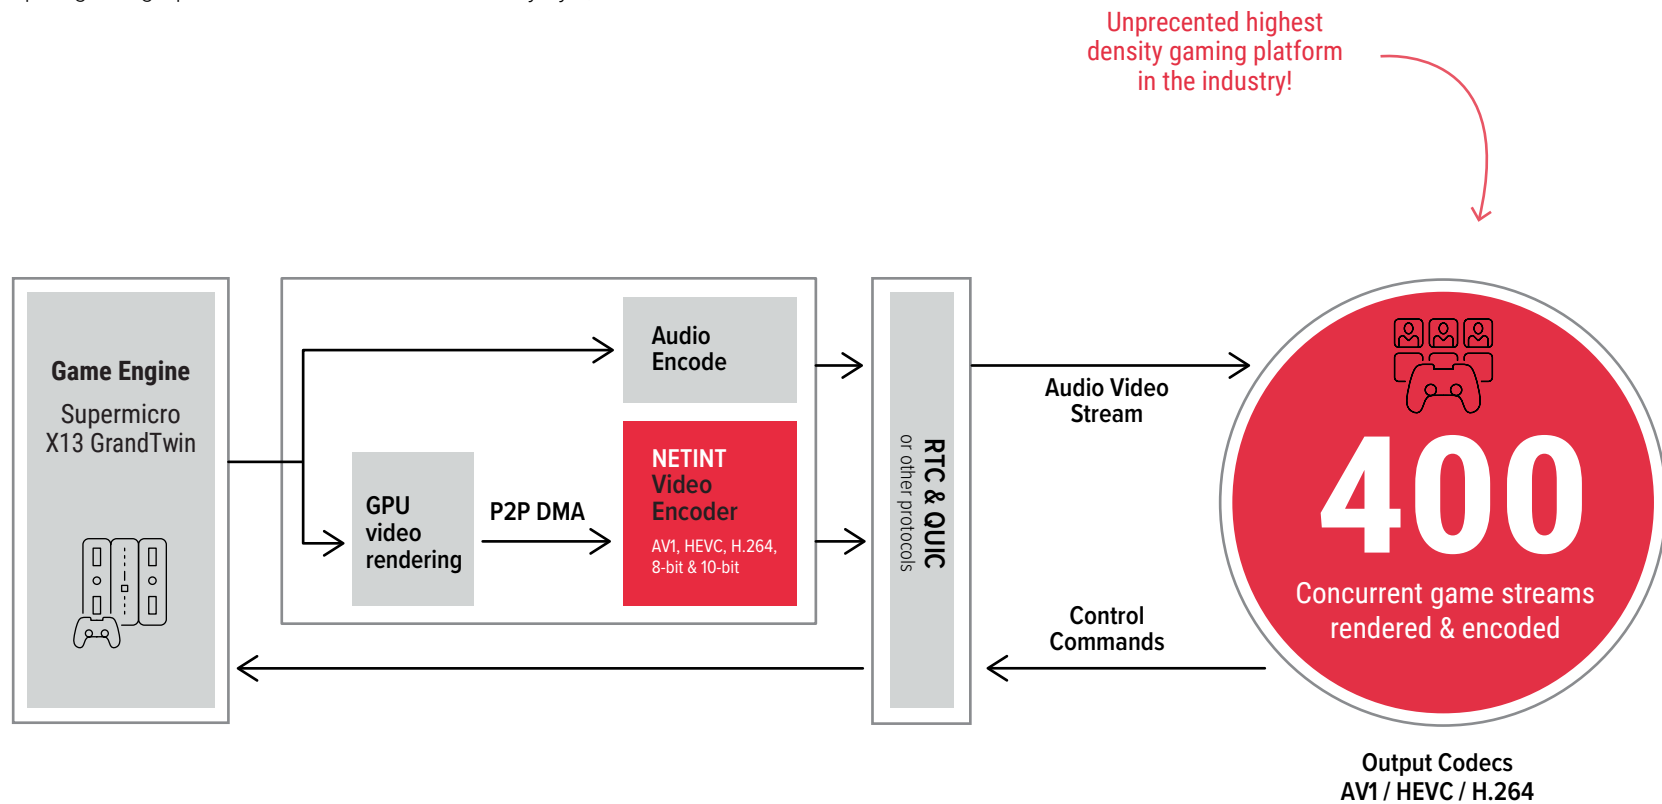 Unprecented highest
density gaming platform
in the industry!
Game Engine
Supermicro
X13 GrandTwin
Audio
Encode
GPU
video
rendering
P2P DMA
NETINT
Video
Encoder
AV1, HEVC, H.264,
8-bit & 10-bit
RTC & QUIC
or other protocols
Audio Video
Stream
Control
Commands
400
Concurrent game streams
rendered & encoded
Output Codecs
AV1 / HEVC / H.264